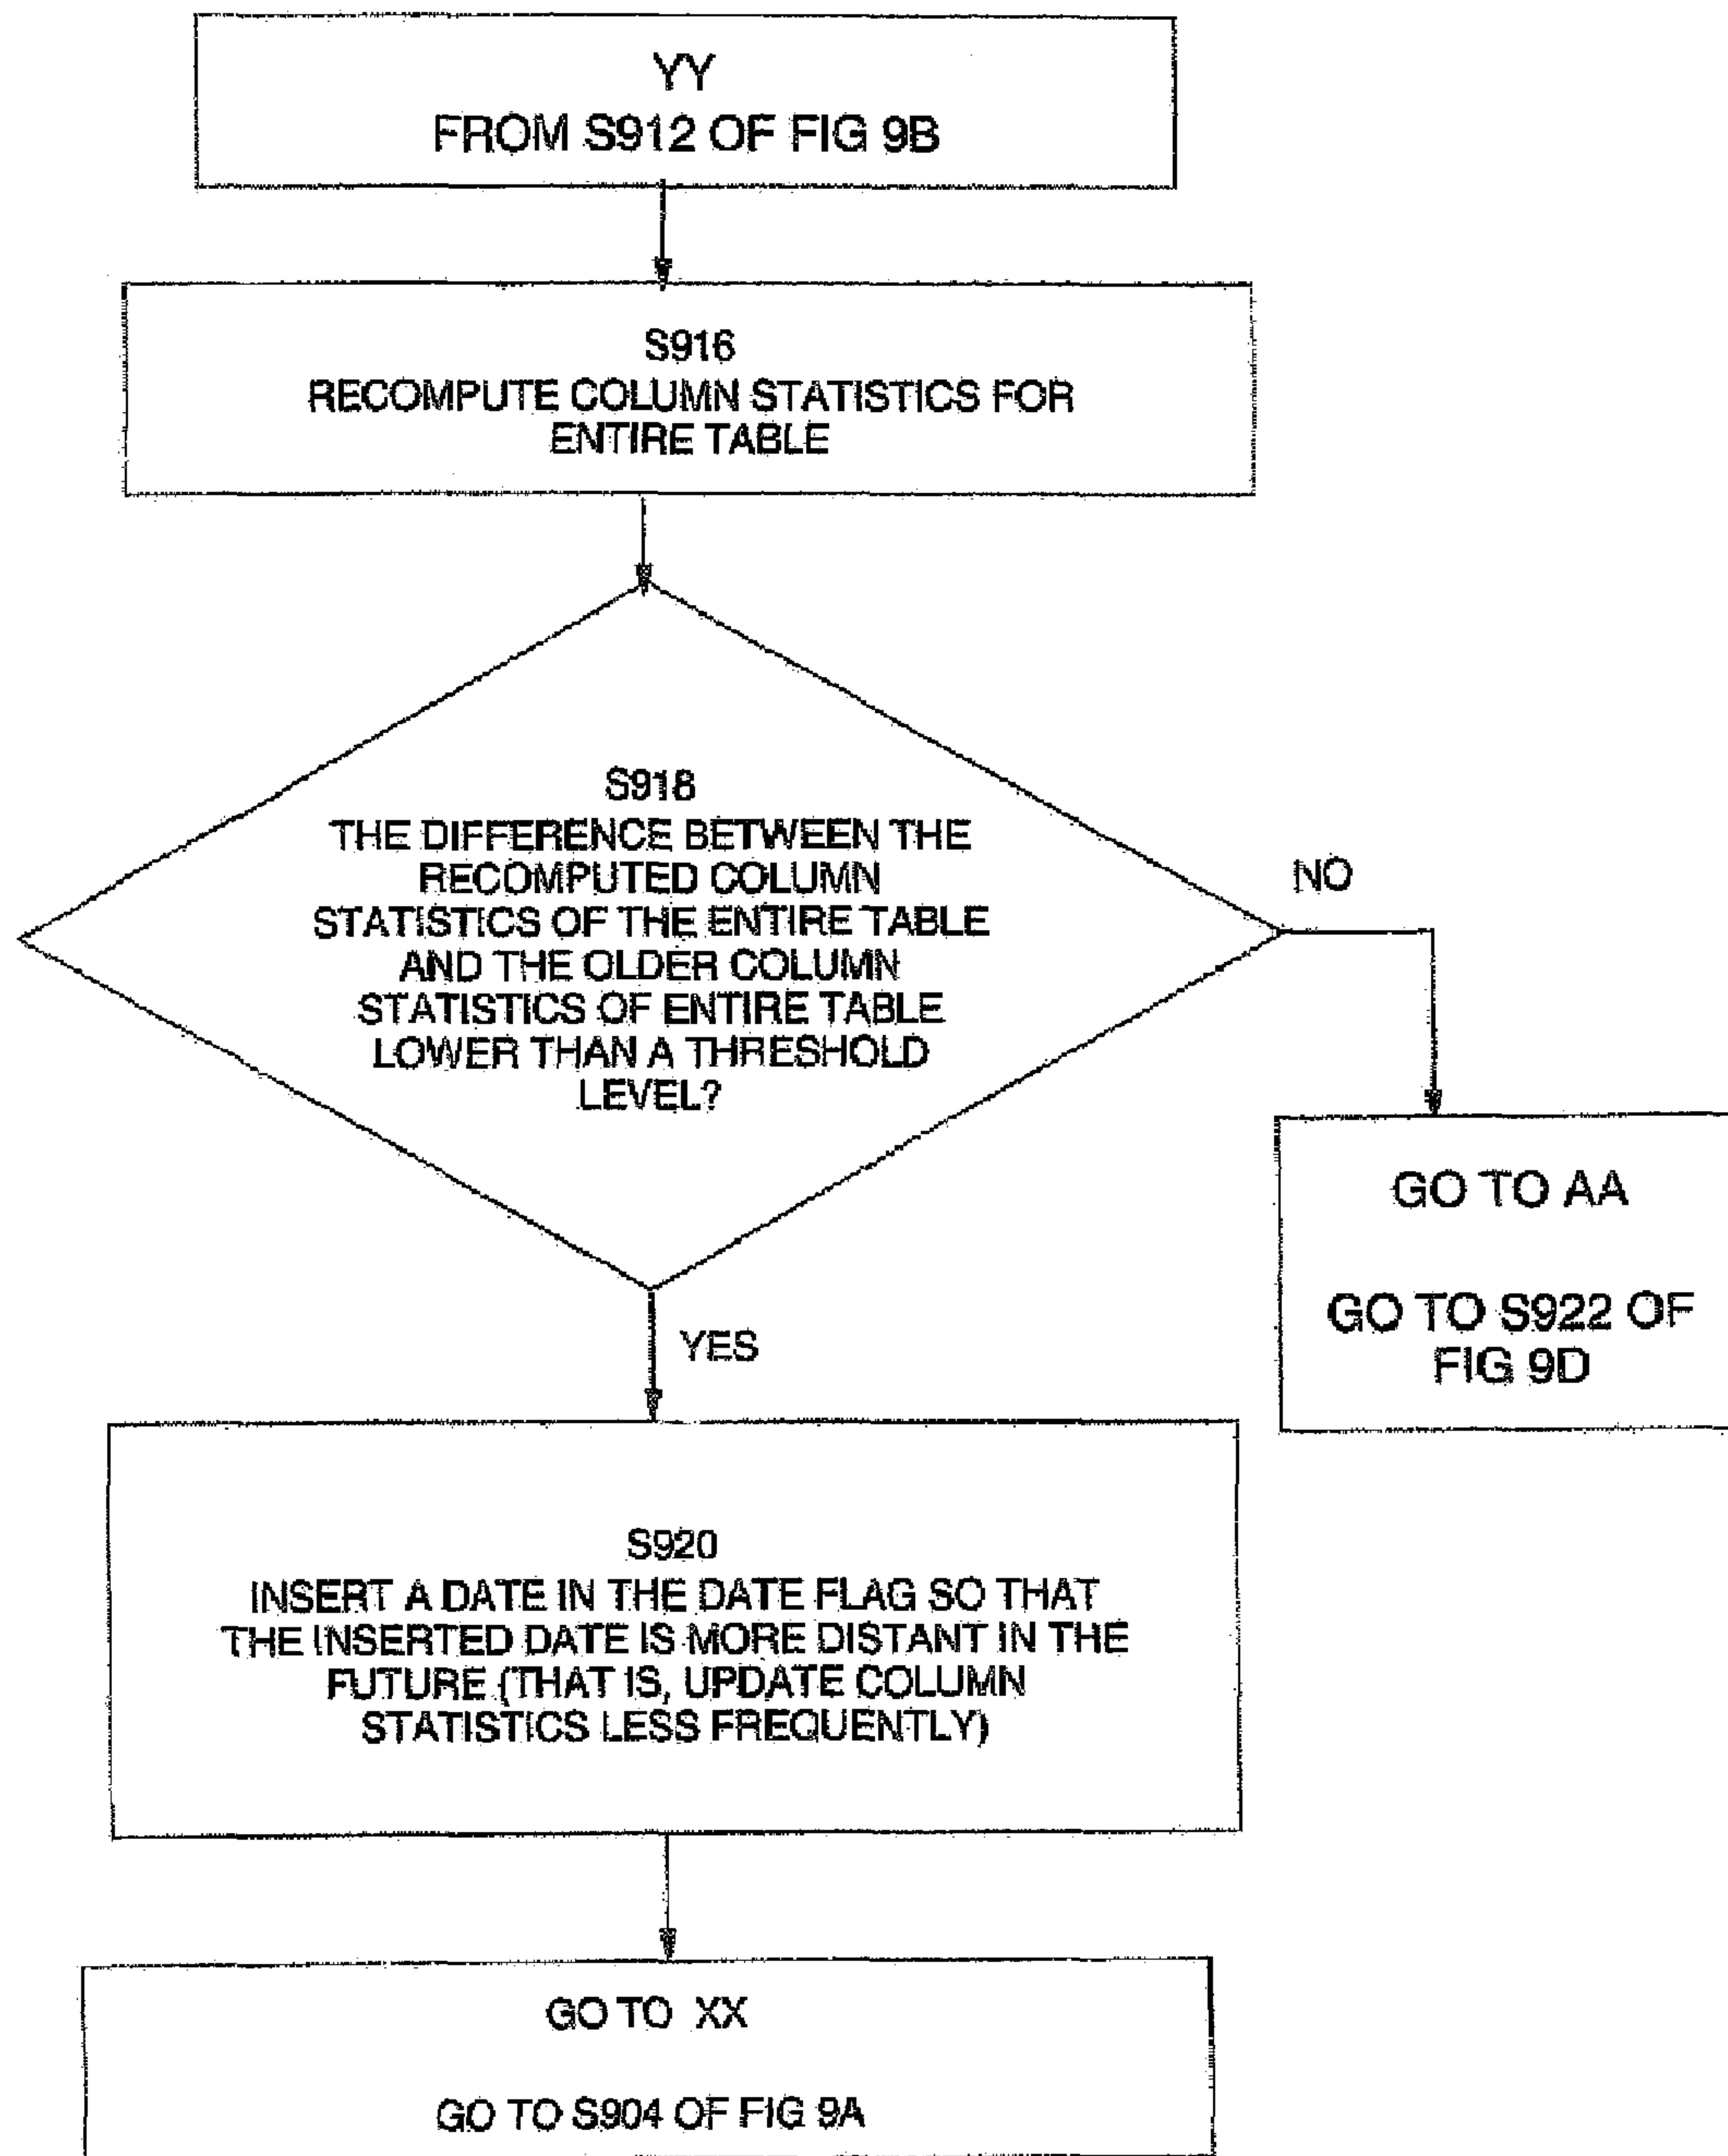 YY
FROM S912 OF FIG 9B
S916
RECOMPUTE COLUMN STATISTICS FOR
ENTIRE TABLE
S918
THE DIFFERENCE BETWEEN THE
RECOMPUTED COLUMN
STATISTICS OF THE ENTIRE TABLE
AND THE OLDER COLUMN
STATISTICS OF ENTIRE TABLE
LOWER THAN A THRESHOLD
LEVEL?
NO
GO TO AA
GO TO S922 OF
FIG 9D
YES
S920
INSERT A DATE IN THE DATE FLAG SO THAT
THE INSERTED DATE IS MORE DISTANT IN THE
FUTURE (THAT IS, UPDATE COLUMN
STATISTICS LESS FREQUENTLY)
GO TO XX
GO TO S904 OF FIG 9A